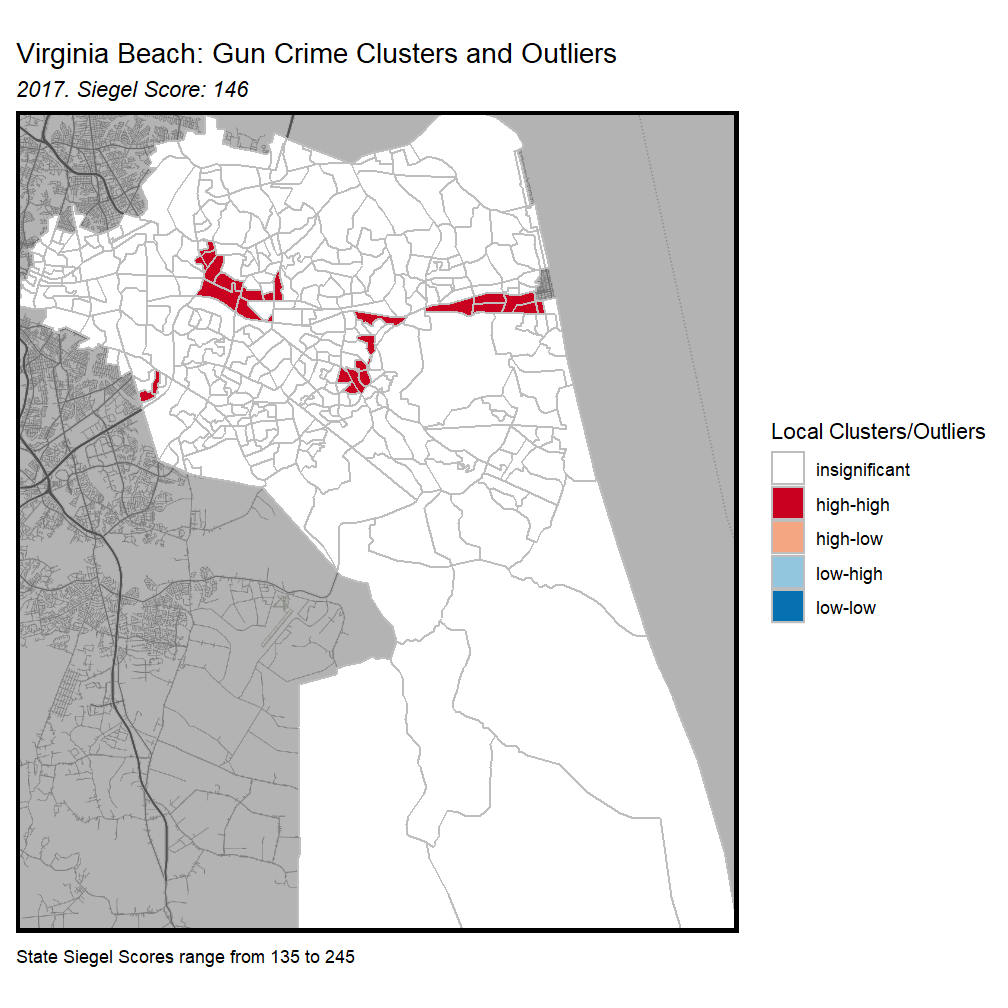 Virginia Beach: Gun Crime Clusters and Outliers
2017. Siegel Score: 146
Local Clusters/Outliers
insignificant
high-high
high-low
low-high
low-low
State Siegel Scores range from 135 to 245